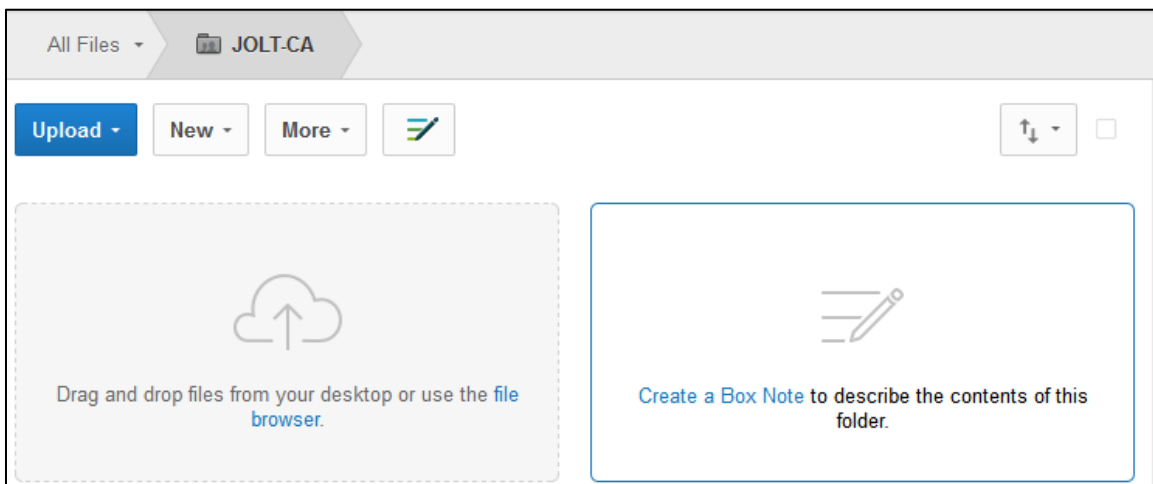 All Files JOLT-CA
Upload New More
Drag and drop files from your desktop or use the file
browser.
Create a Box Note to describe the contents of this
folder.